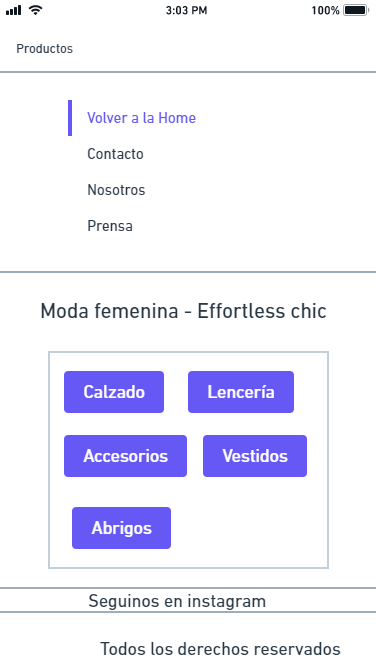 3:03 PM 100%
Productos
Volver a la Home
Contacto
Nosotros
Prensa
Moda femenina - Effortless chic
Calzado Lencería
Accesorios Vestidos
Abrigos
Seguinos en instagram
Todos los derechos reservados